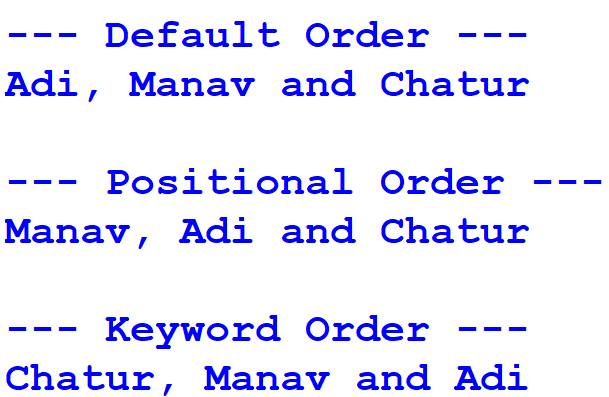 --- Default Order ---
Adi, Manav and Chatur
--- Positional Order ---
Manav, Adi and Chatur
--- Keyword Order ---
Chatur, Manav and Adi